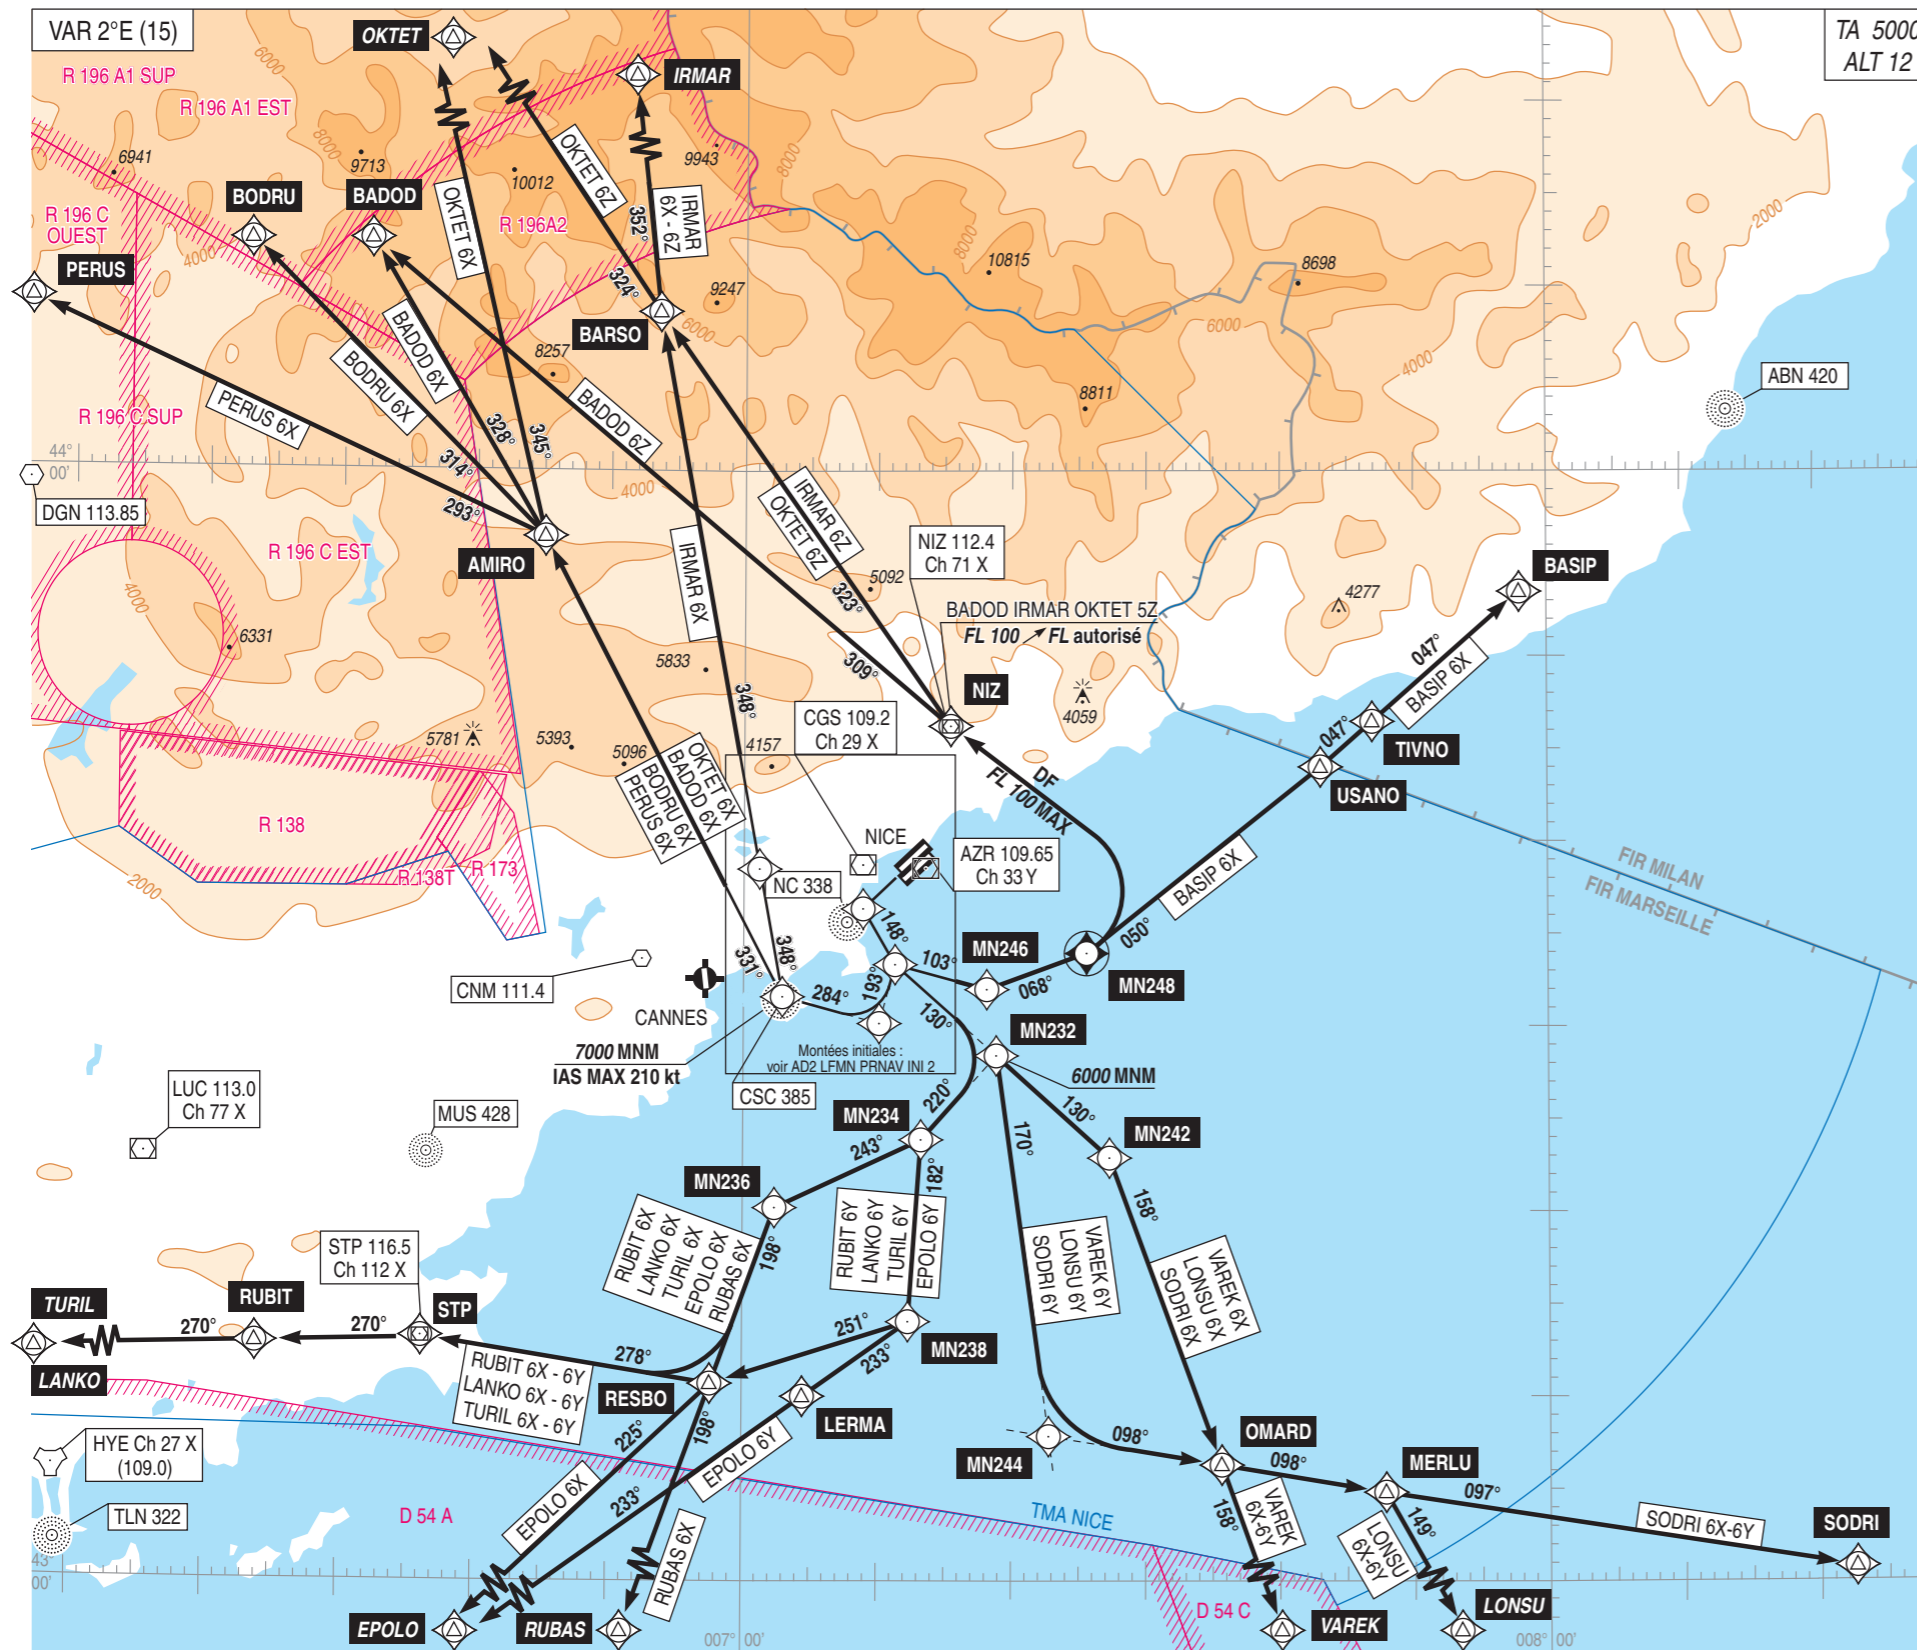 VAR 2°E (15)
OKTET
IRMAR
TA 5000
ALT 12
R 196 A1 SUP
R 196 A1 EST
6000
8000
6941
9713
10012
9943
8000
OKTET 6Z
OKTET 6X
IRMAR
6X - 6Z
352°
324°
R 196 C
OUEST
BODRU
BADOD
R 196A2
4000
PERUS
2000
8000
10815
8698
9247
6000
6000
BARSO
8257
4000
8811
ABN 420
BADOD 6X
BODRU 6X
PERUS 6X
BADOD 6Z
R 196 C SUP
328°
345°
314°
293°
44°
00'
4000
DGN 113.85
R 196 C EST
AMIRO
IRMAR 6Z
OKTET 6Z
323°
NIZ 112.4
Ch 71 X
5092
BADOD IRMAR OKTET 5Z
FL 100 FL autorisé
BASIP
4277
4000
6331
IRMAR 6X
5833
348°
309°
NIZ
4059
047°
BASIP 6X
CGS 109.2
Ch 29 X
TIVNO
047°
USANO
5781
5393
5096
4157
OKTET 6X
BADOD 6X
BODRU 6X
PERUS 6X
DF
FL 100 MAX
R 138
R 138T
R 173
2000
NICE
AZR 109.65
Ch 33 Y
NC 338
BASIP 6X
FIR MILAN
FIR MARSEILLE
148°
050°
CNM 111.4
331°
348°
103°
MN246
068°
MN248
284°
193°
130°
CANNES
MN232
7000 MNM
IAS MAX 210 kt
Montées initiales :
voir AD2 LFMN PRNAV INI 2
6000 MNM
CSC 385
LUC 113.0
Ch 77 X
MUS 428
220°
130°
MN234
170°
MN242
243°
182°
MN236
158°
198°
RUBIT 6X
LANKO 6X
TURIL 6X
EPOLO 6X
RUBAS 6X
RUBIT 6Y
LANKO 6Y
TURIL 6Y
EPOLO 6Y
VAREK 6Y
LONSU 6Y
SODRI 6Y
VAREK 6X
LONSU 6X
SODRI 6X
STP 116.5
Ch 112 X
TURIL
RUBIT
STP
270°
270°
251°
233°
MN238
278°
LANKO
RUBIT 6X - 6Y
LANKO 6X - 6Y
TURIL 6X - 6Y
RESBO
LERMA
225°
198°
HYE Ch 27 X
(109.0)
EPOLO 6Y
098°
OMARD
098°
MERLU
MN244
097°
TLN 322
D 54 A
EPOLO 6X
233°
TMA NICE
158°
VAREK
6X-6Y
149°
LONSU
6X-6Y
SODRI 6X-6Y
SODRI
43°
00'
RUBAS 6X
EPOLO
RUBAS
D 54 C
VAREK
LONSU
007° 00'
008° 00'